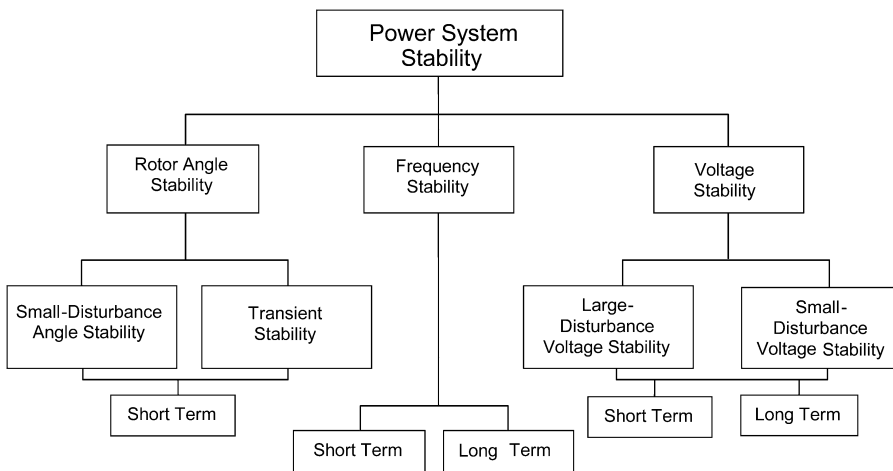 Power System
Stability
Rotor Angle
Stability
Frequency
Stability
Voltage
Stability
Small-Disturbance
Angle Stability
Transient
Stability
Large-
Disturbance
Voltage Stability
Small-
Disturbance
Voltage Stability
Short Term
Short Term
Long Term
Short Term
Long Term